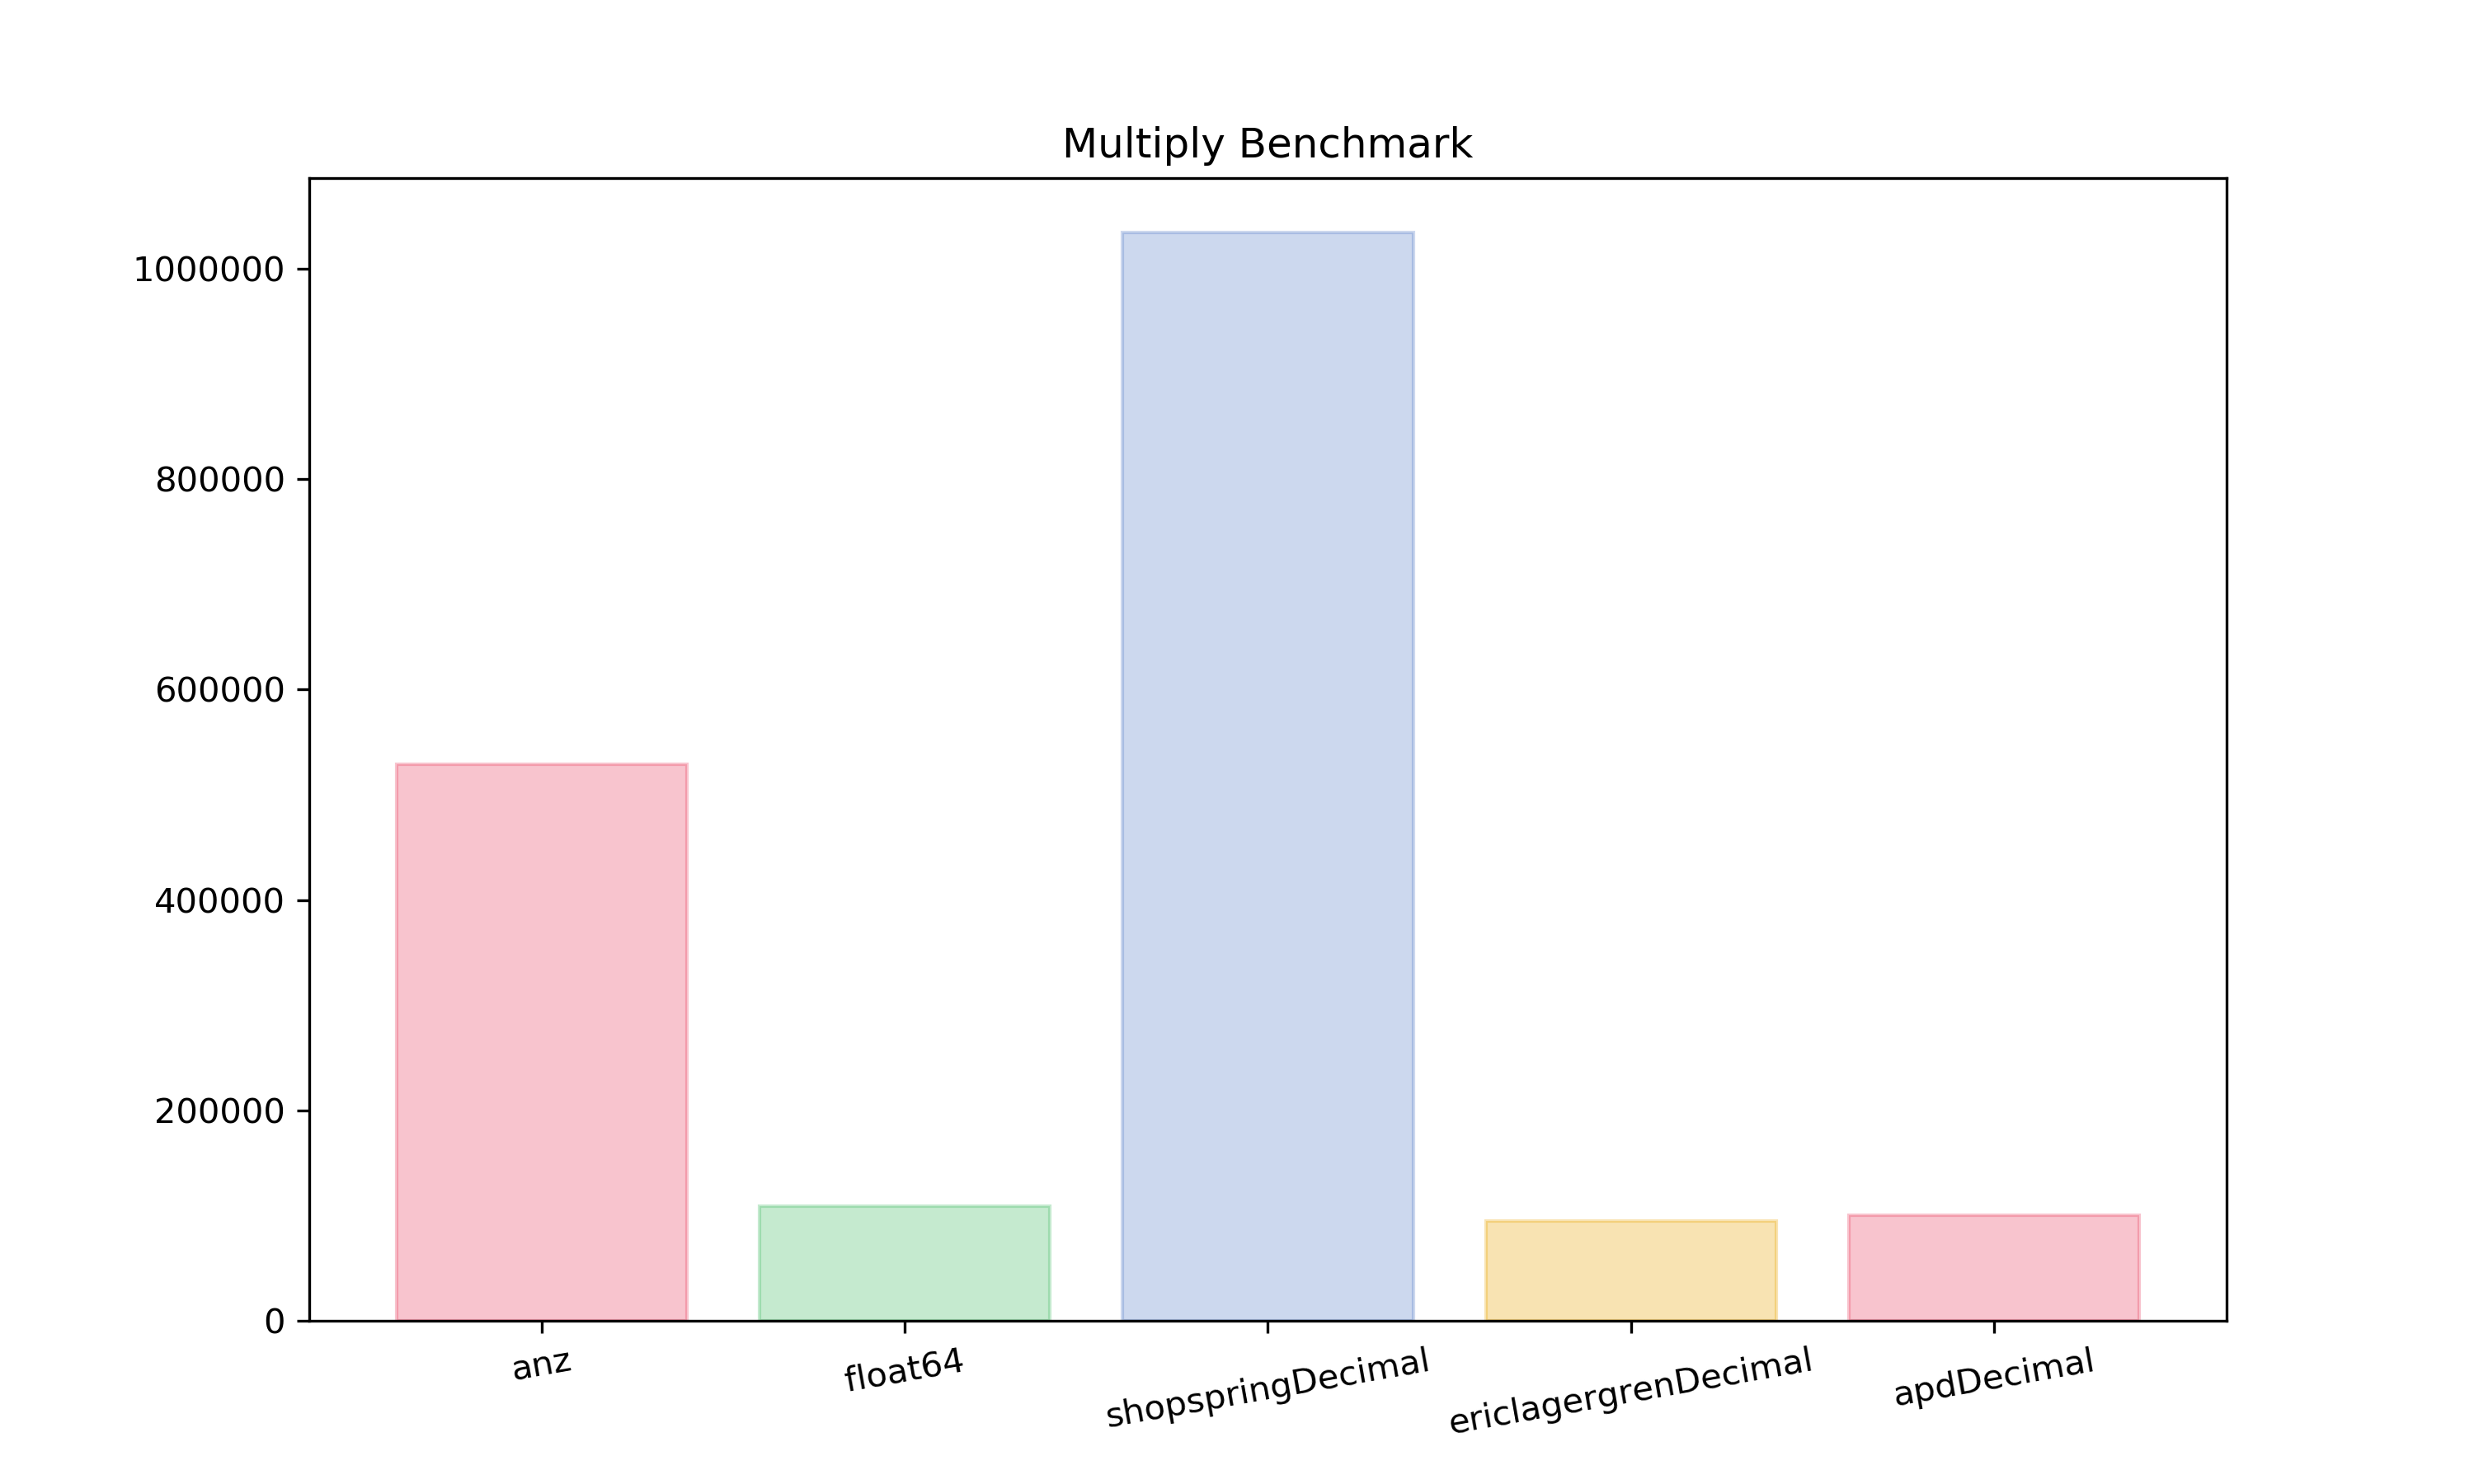 Multiply Benchmark
1000000
800000
600000
400000
200000
0
anz
float64
shopspringDecimal
ericlagergrenDecimal
apdDecimal